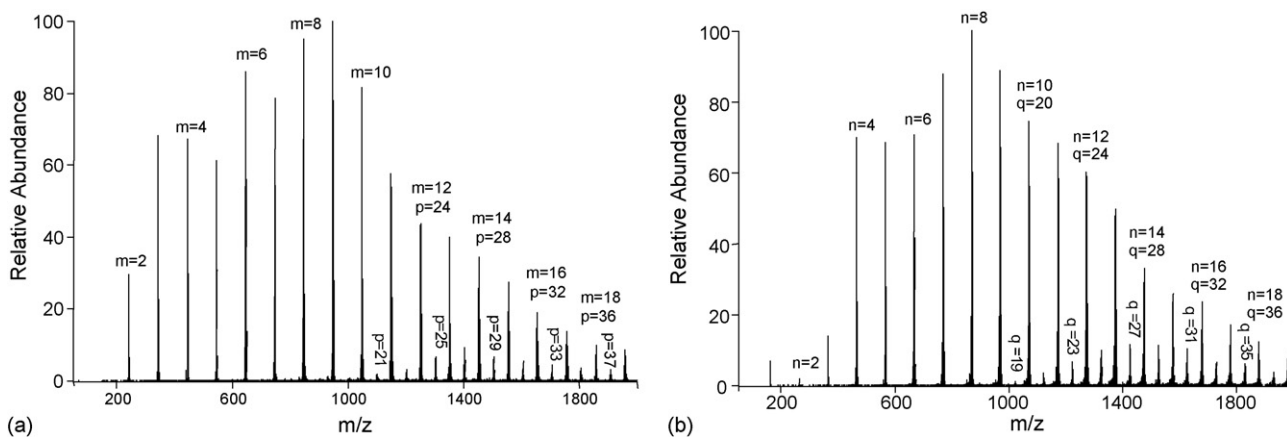 100
80
60
40
20
0
Relative Abundance
m=2
m=4
m=6
m=8
m=10
m=12
p=24
m=14
p=28
m=16
p=32
m=18
p=36
p=21
p=25
p=29
p=33
p=37
200
600
1000
1400
1800
m/z
(a)
100
80
60
40
20
0
Relative Abundance
n=2
n=4
n=6
n=8
n=10
q=20
n=12
q=24
n=14
q=28
n=16
q=32
n=18
q=36
q=19
q=23
q=27
q=31
q=35
200
600
1000
1400
1800
m/z
(b)